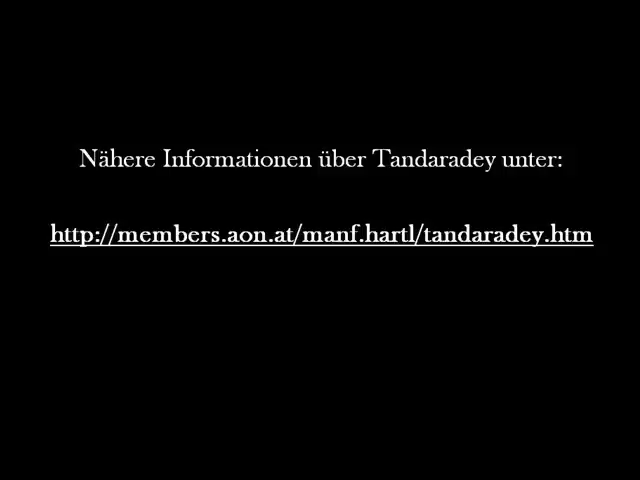 Nähere Informationen über Tandaradey unter:
http://members.aon.at/manf.hartl/tandaradey.htm